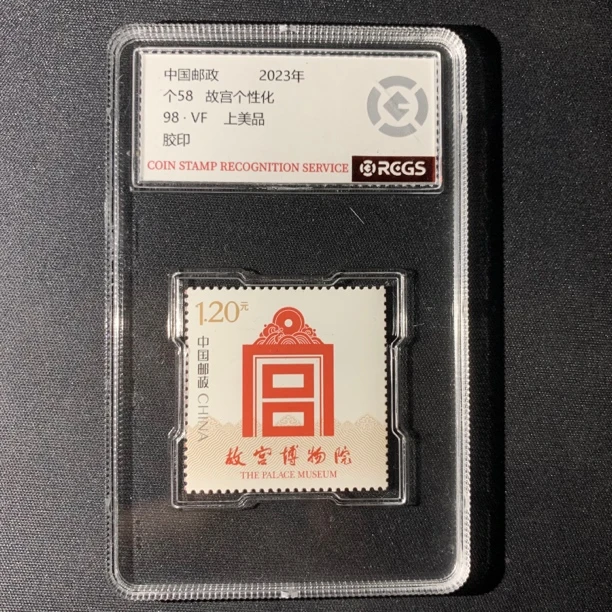 中国邮政 2023年
个58 故宫个性化
98·VF 上美品
胶印
COIN STAMP RECOGNITION SERVICE RCGS
1.20元
中国邮政 CHINA
故宫博物院
THE PALACE MUSEUM